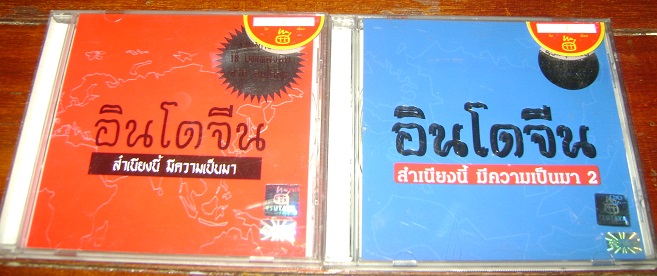 อินโดจีน
สำเนียงนี้ มีความเป็นมา
อินโดจีน
สำเนียงนี้ มีความเป็นมา 2